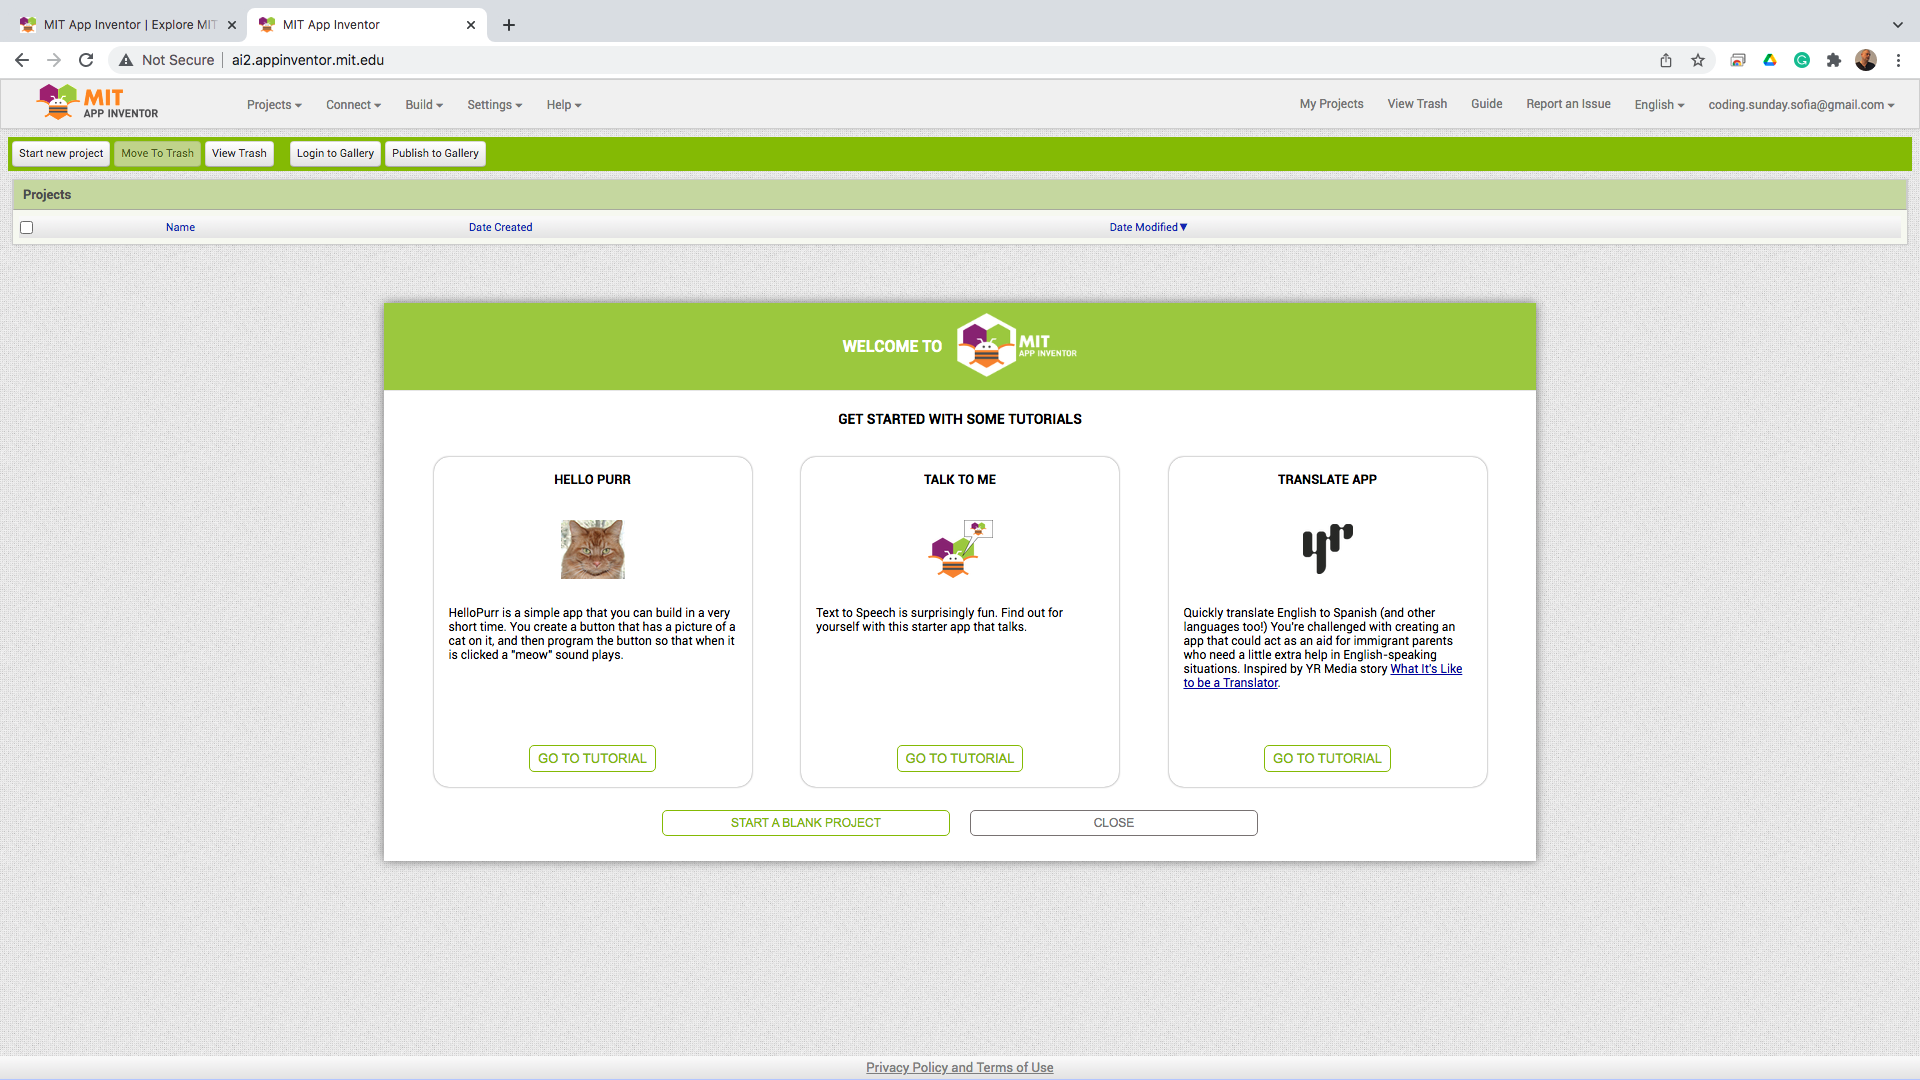 MIT App Inventor | Explore MIT
MIT App Inventor
Not Secure
ai2.appinventor.mit.edu
MIT
APP INVENTOR
Projects
Connect
Build
Settings
Help
My Projects
View Trash
Guide
Report an Issue
English
coding.sunday.sofia@gmail.com
Start new project
Move To Trash
View Trash
Login to Gallery
Publish to Gallery
Projects
Name
Date Created
Date Modified▼
WELCOME TO
MIT
APP INVENTOR
GET STARTED WITH SOME TUTORIALS
HELLO PURR
HelloPurr is a simple app that you can build in a very
short time. You create a button that has a picture of a
cat on it, and then program the button so that when it
is clicked a "meow" sound plays.
GO TO TUTORIAL
TALK TO ME
Text to Speech is surprisingly fun. Find out for
yourself with this starter app that talks.
GO TO TUTORIAL
TRANSLATE APP
Quickly translate English to Spanish (and other
languages too!) You're challenged with creating an
app that could act as an aid for immigrant parents
who need a little extra help in English-speaking
situations. Inspired by YR Media story What It's Like
to be a Translator.
GO TO TUTORIAL
START A BLANK PROJECT
CLOSE
Privacy Policy and Terms of Use